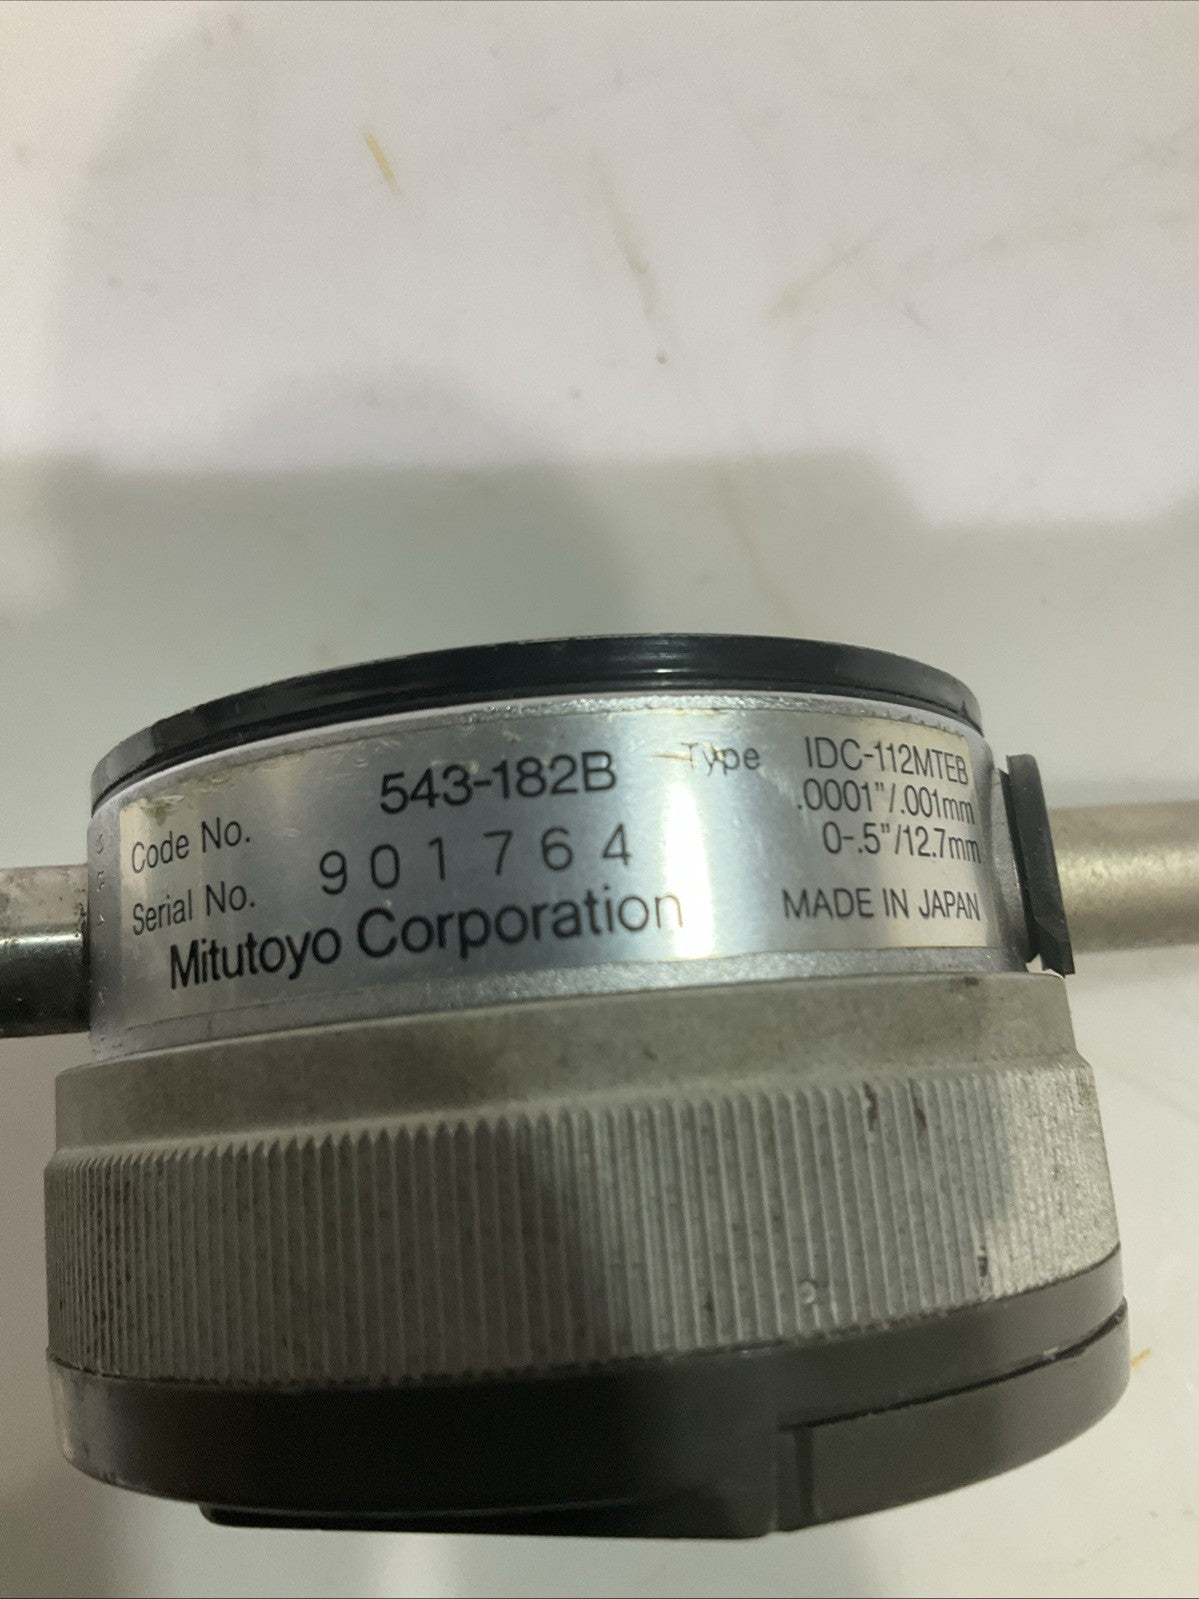 Code No. 543-182B
Serial No. 901764
Mitutoyo Corporation
Type IDC-112MTEB
.0001"/.001mm
0-.5"/12.7mm
MADE IN JAPAN